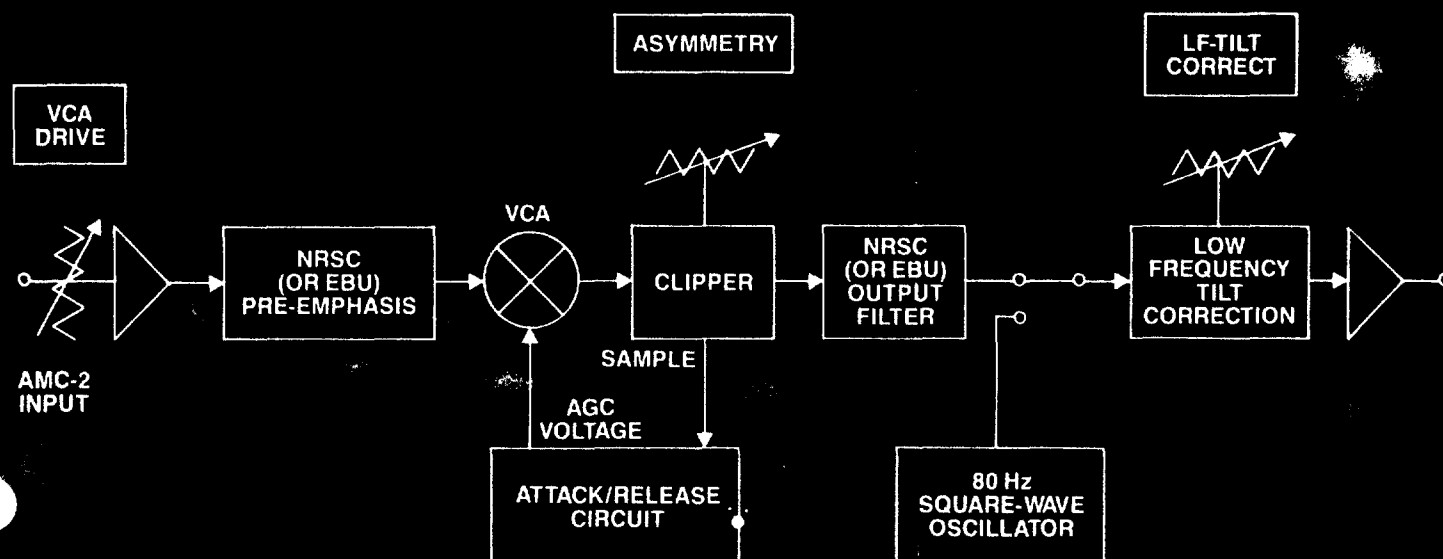 ASYMMETRY
LF-TILT
CORRECT
VCA
DRIVE
VCA
NRSC
(OR EBU)
PRE-EMPHASIS
CLIPPER
NRSC
(OR EBU)
OUTPUT
FILTER
LOW
FREQUENCY
TILT
CORRECTION
AMC-2
INPUT
SAMPLE
AGC
VOLTAGE
ATTACK/RELEASE
CIRCUIT
80 Hz
SQUARE-WAVE
OSCILLATOR